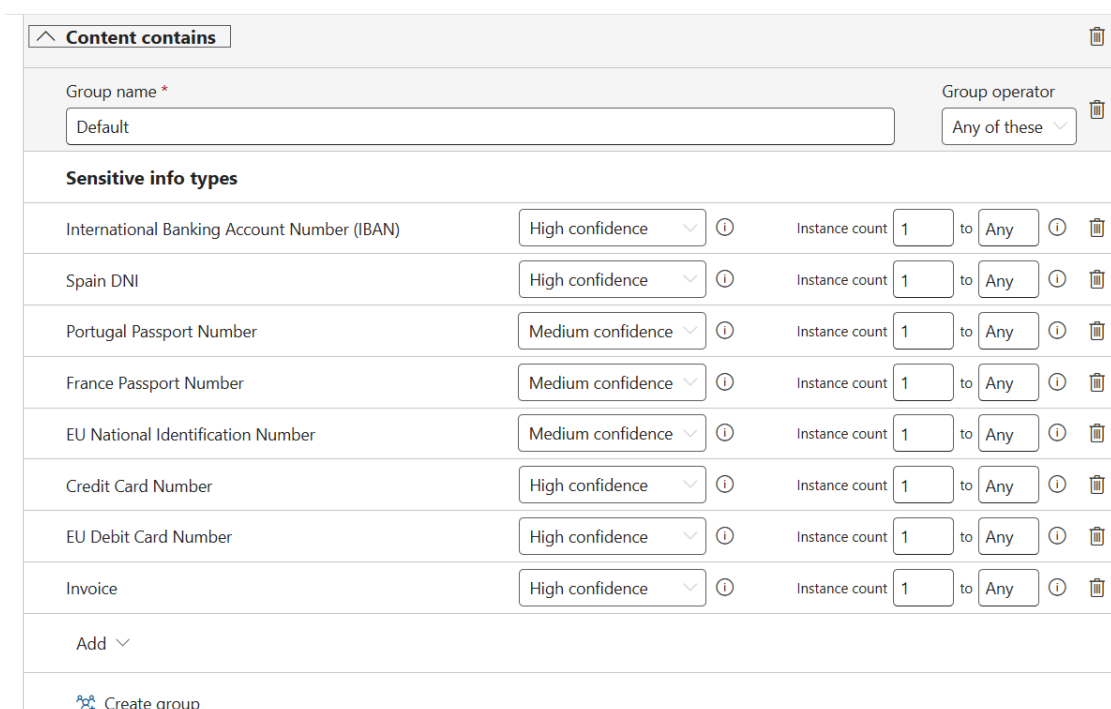 Content contains
Group name *
Group operator
Default
Any of these
Sensitive info types
International Banking Account Number (IBAN) High confidence Instance count 1 to Any
Spain DNI High confidence Instance count 1 to Any
Portugal Passport Number Medium confidence Instance count 1 to Any
France Passport Number Medium confidence Instance count 1 to Any
EU National Identification Number Medium confidence Instance count 1 to Any
Credit Card Number High confidence Instance count 1 to Any
EU Debit Card Number High confidence Instance count 1 to Any
Invoice High confidence Instance count 1 to Any
Add
Create group